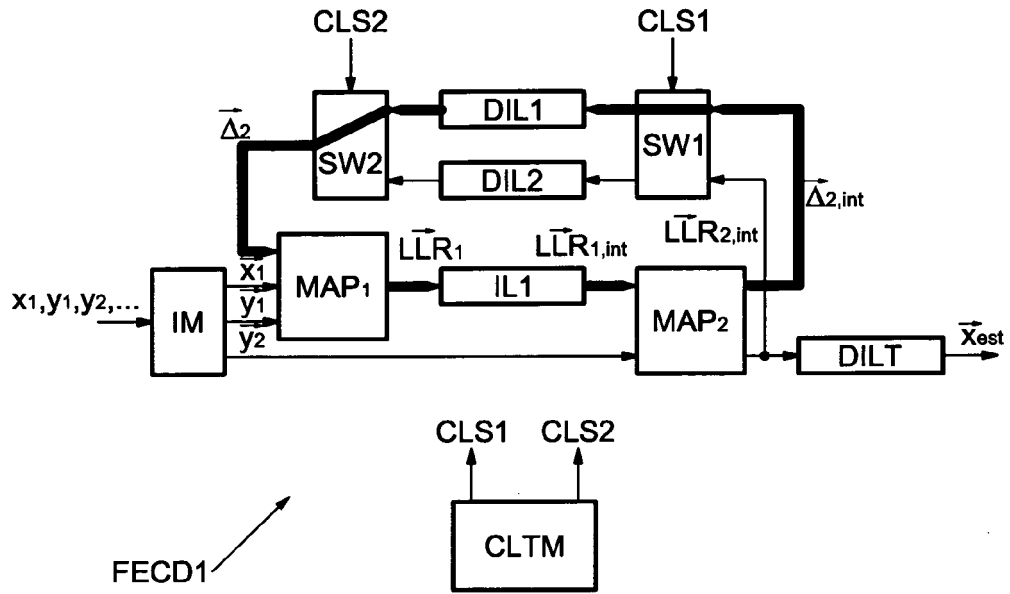 CLS2 CLS1
Δ2 SW2 DIL1 SW1
DIL2 Δ2,int
LLR1 LLR1,int LLR2,int
x1,y1,y2,... IM x1 y1 y2 MAP1 IL1 MAP2
DILT xest
CLS1 CLS2
CLTM
FECD1